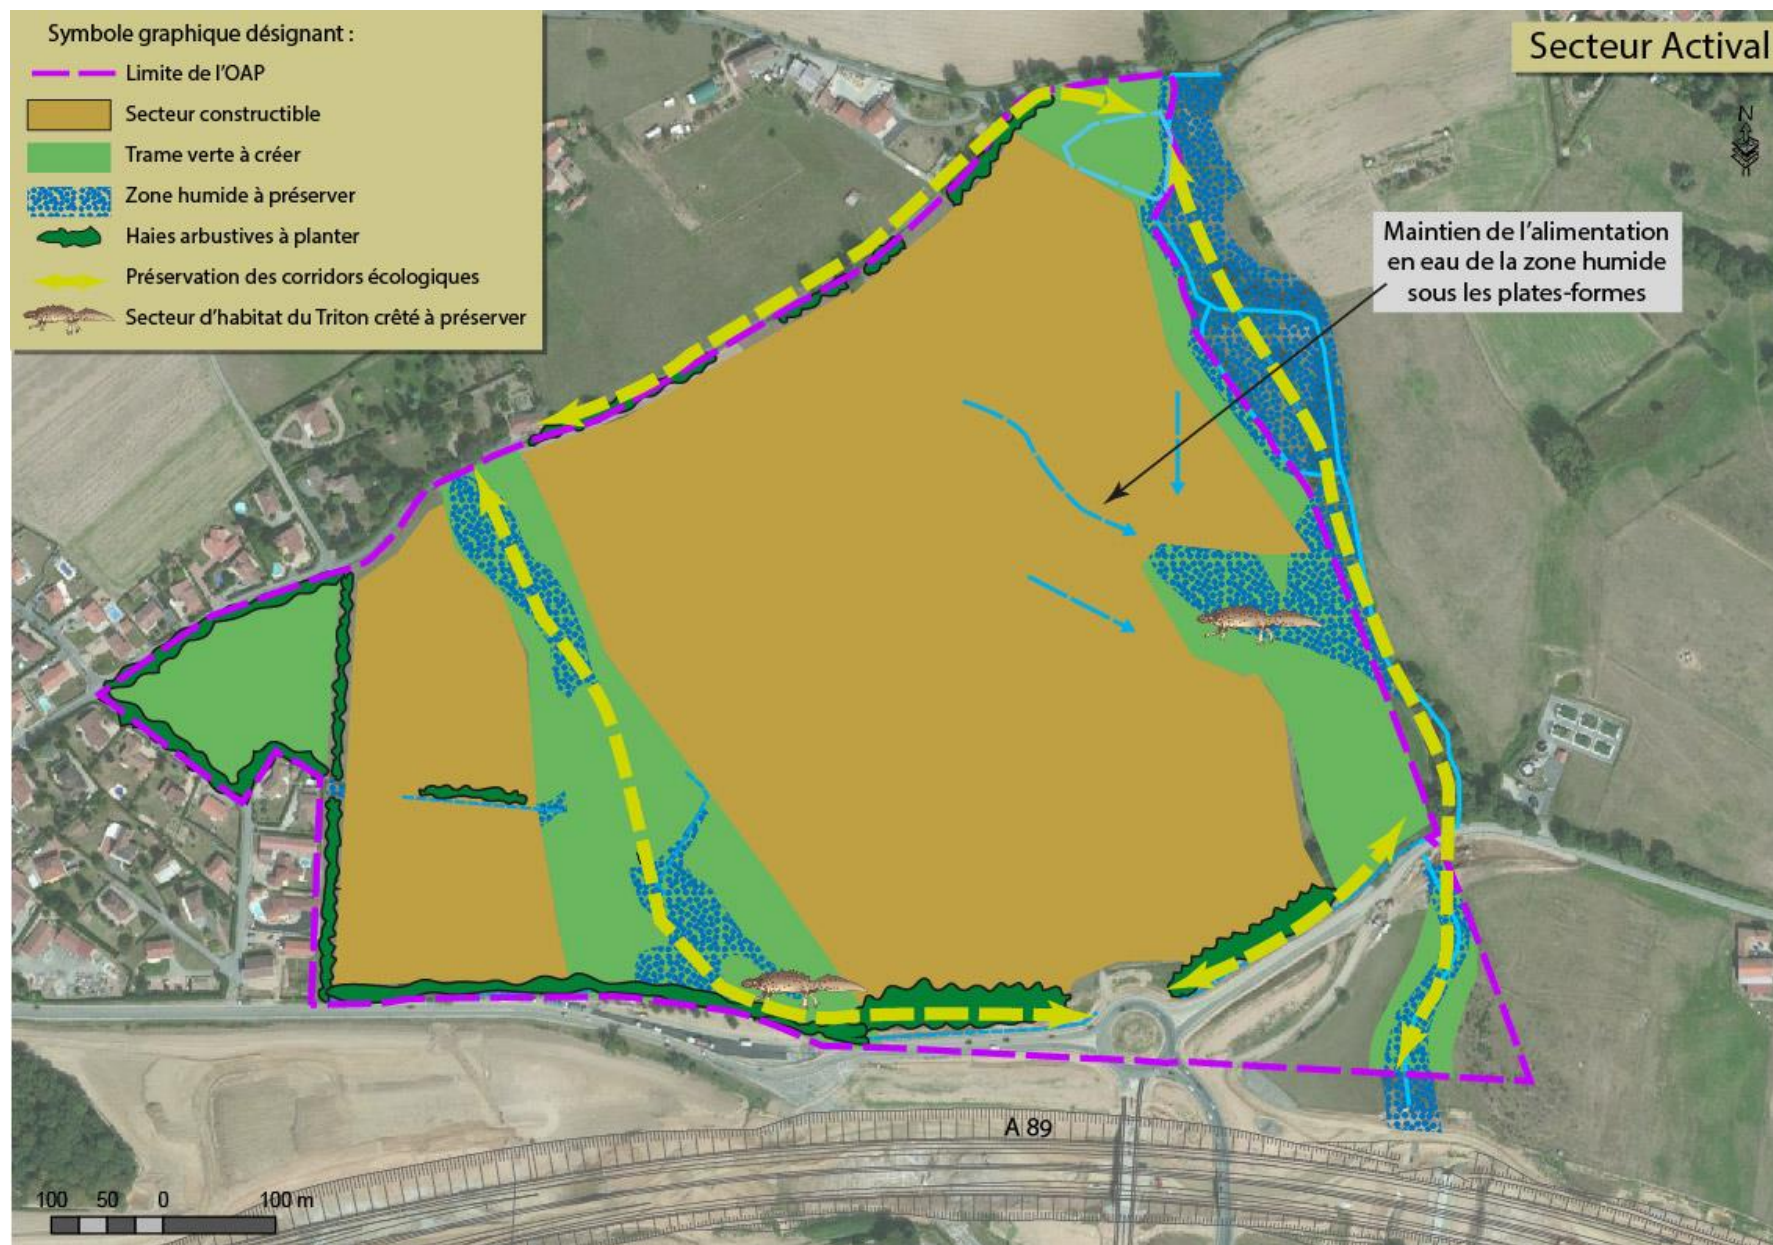 Symbole graphique désignant :
Limite de l'OAP
Secteur constructible
Trame verte à créer
Zone humide à préserver
Haies arbustives à planter
Préservation des corridors écologiques
Secteur d'habitat du Triton crêté à préserver
Secteur Actival
N
Maintien de l'alimentation
en eau de la zone humide
sous les plates-formes
A 89
100 50 0 100 m